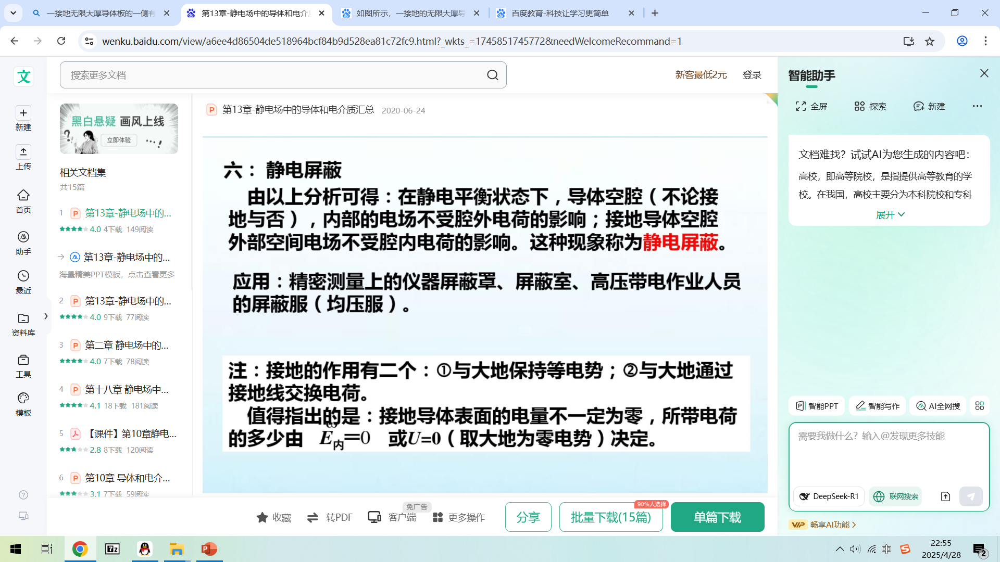 一接地无限大厚导体板的一侧有
第13章-静电场中的导体和电介
如图所示，一接地的无限大厚导
百度教育-科技让学习更简单
wenku.baidu.com/view/a6ee4d86504de518964bcf84b9d528ea81c72fc9.html?_wkts_=1745851745772&needWelcomeRecommand=1
文
新建
上传
首页
助手
最近
资料库
工具
模板
搜索更多文档
新客最低2元
登录
黑白悬疑 画风上线
立即体验
相关文档集
共15篇
1 第13章-静电场中的...
4.0 4下载 149阅读
第13章-静电场中的...
海量精美PPT模板，点击查看更多
2 第13章-静电场中的...
4.0 9下载 77阅读
3 第二章 静电场中的...
4.0 7下载 78阅读
4 第十八章 静电场中...
4.1 18下载 181阅读
5 【课件】第10章静电...
2.8 8下载 120阅读
6 第10章 导体和电介...
3.1 7下载 59阅读
第13章-静电场中的导体和电介质汇总 2020-06-24
六：静电屏蔽
由以上分析可得：在静电平衡状态下，导体空腔（不论接
地与否），内部的电场不受腔外电荷的影响；接地导体空腔
外部空间电场不受腔内电荷的影响。这种现象称为静电屏蔽。
应用：精密测量上的仪器屏蔽罩、屏蔽室、高压带电作业人员
的屏蔽服（均压服）。
注：接地的作用有二个：①与大地保持等电势；②与大地通过
接地线交换电荷。
值得指出的是：接地导体表面的电量不一定为零，所带电荷
的多少由 E内=0 或U=0（取大地为零电势）决定。
收藏
转PDF
客户端
免广告
更多操作
分享
批量下载(15篇)
90%人选择
单篇下载
智能助手
全屏
探索
新建
文档难找？试试AI为您生成的内容吧：
高校，即高等院校，是指提供高等教育的学
校。在我国，高校主要分为本科院校和专科
展开
智能PPT
智能写作
AI全网搜
需要我做什么？输入@发现更多技能
DeepSeek-R1
联网搜索
VIP 畅享AI功能
7z
中
22:55
2025/4/28
2